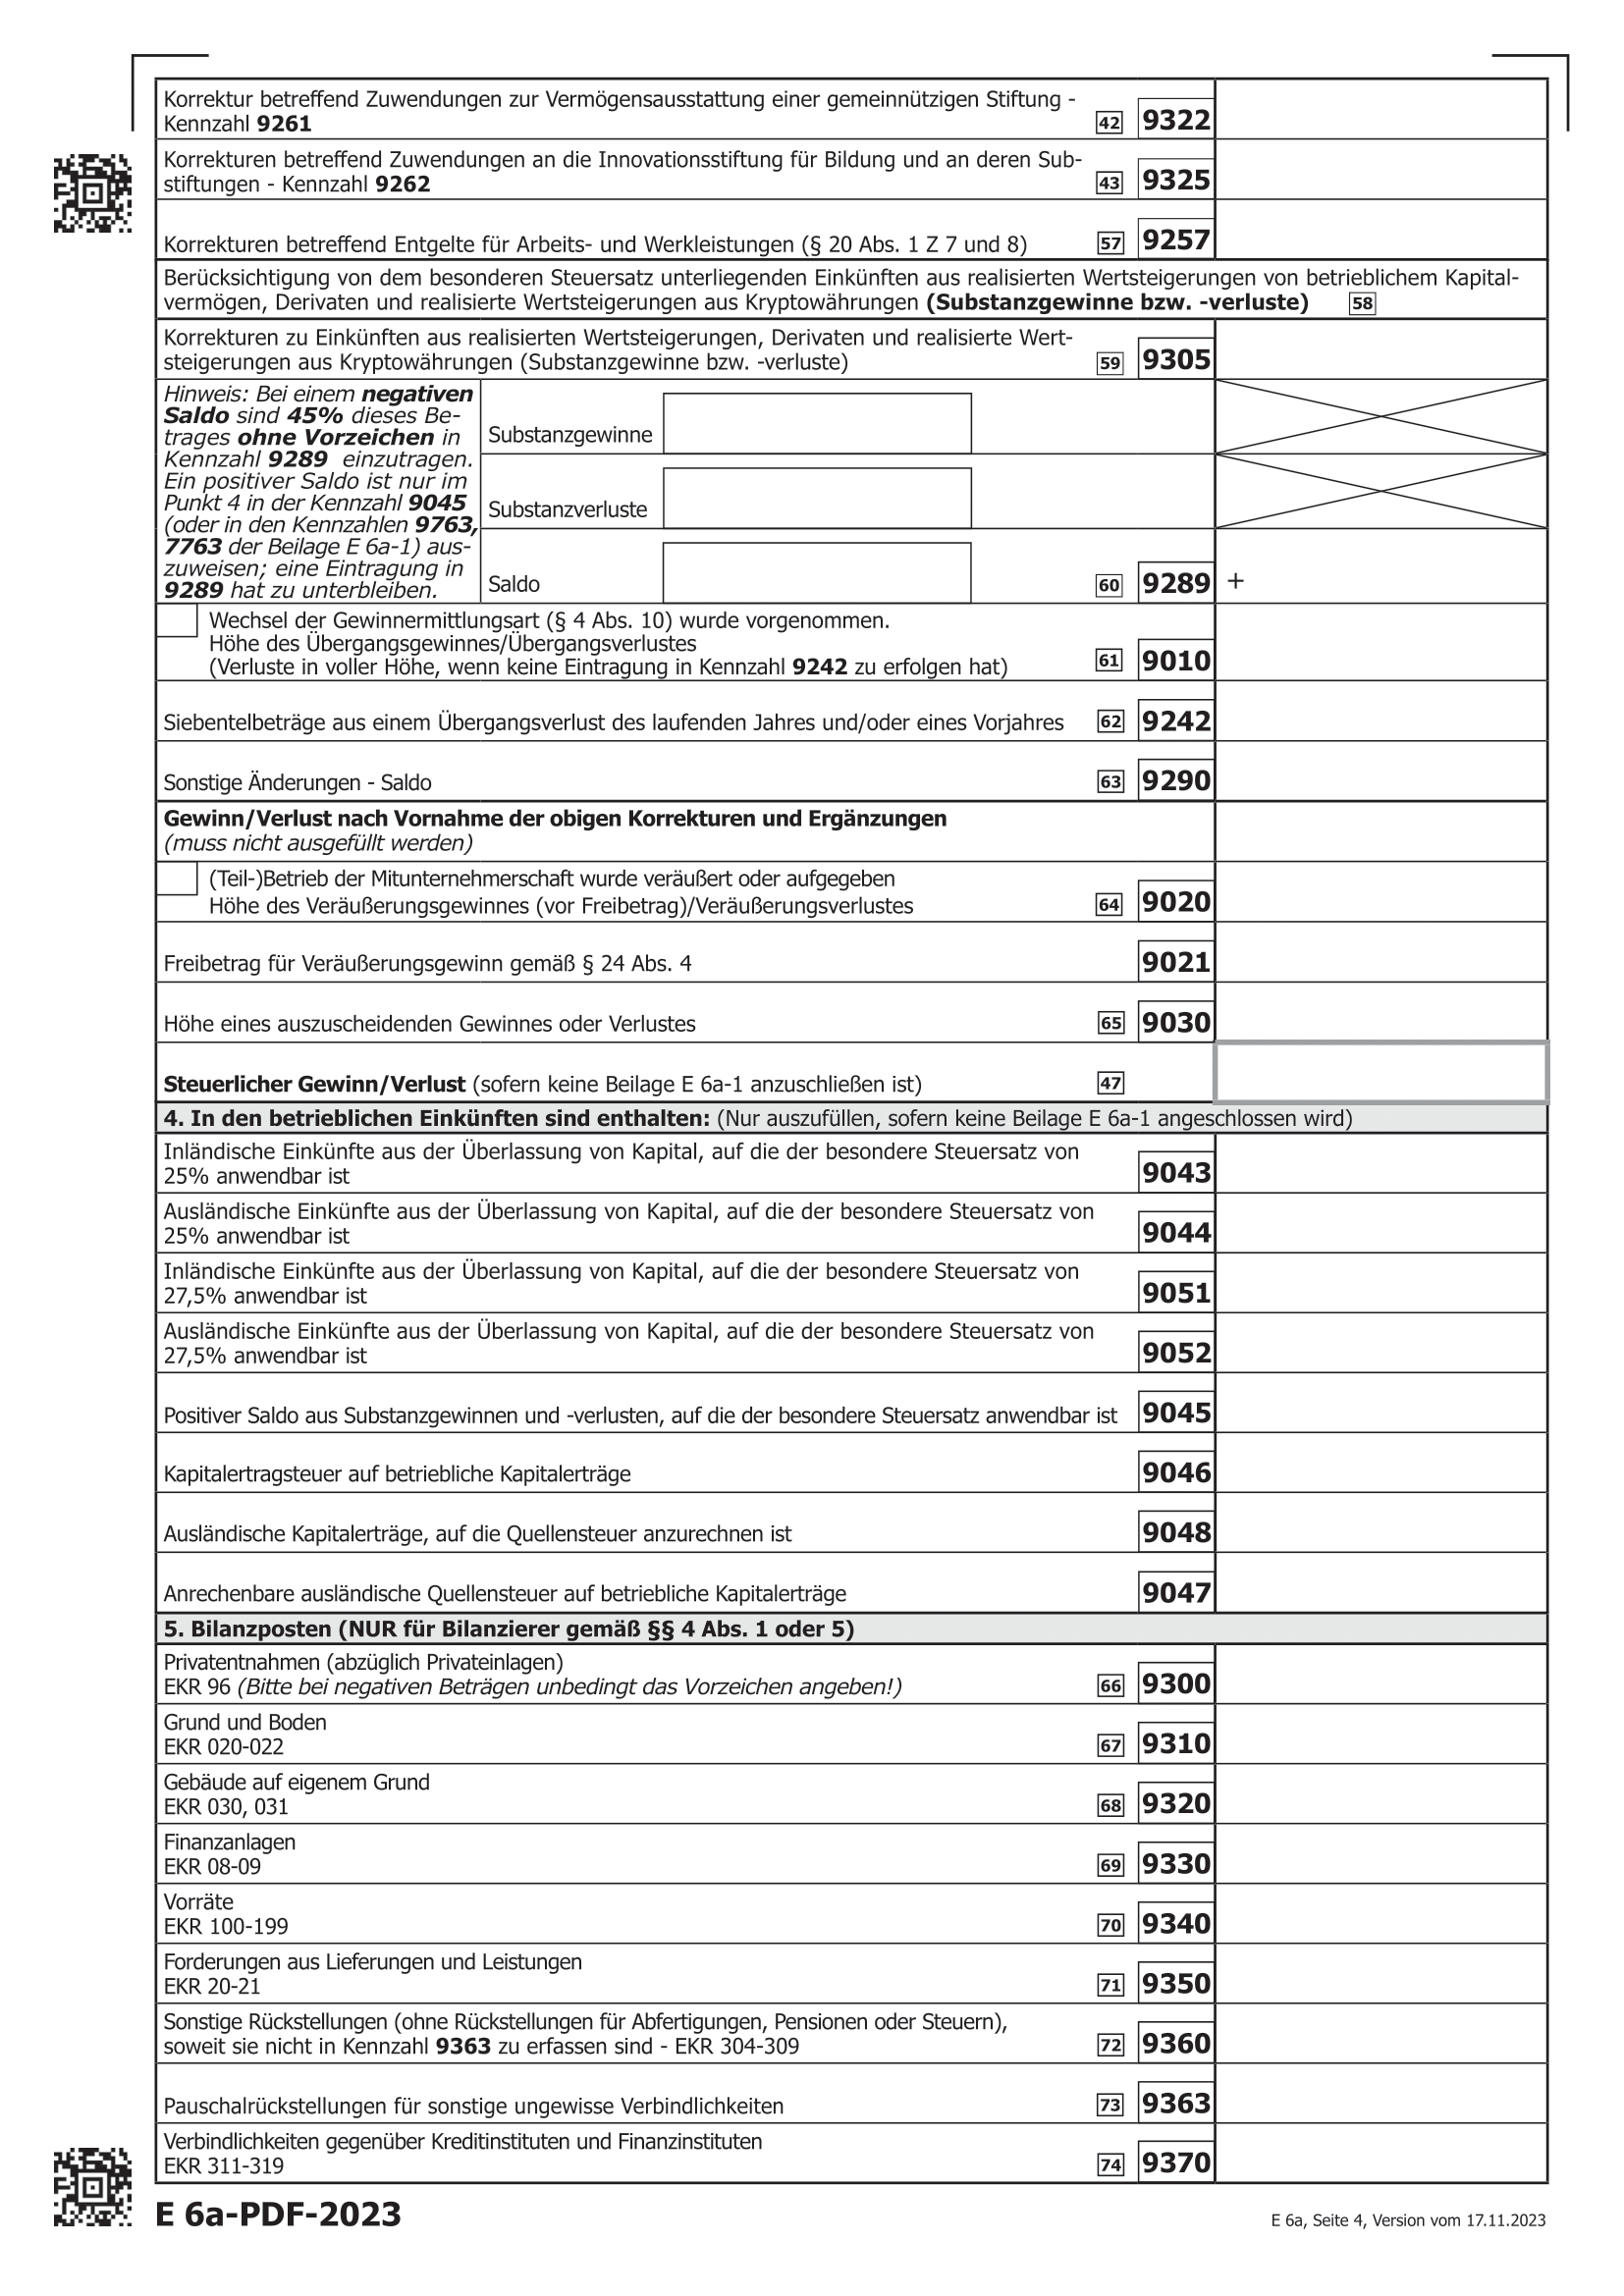 Korrektur betreffend Zuwendungen zur Vermögensausstattung einer gemeinnützigen Stiftung -
Kennzahl 9261
42 9322
Korrekturen betreffend Zuwendungen an die Innovationsstiftung für Bildung und an deren Sub-
stiftungen - Kennzahl 9262
43 9325
Korrekturen betreffend Entgelte für Arbeits- und Werkleistungen (§ 20 Abs. 1 Z 7 und 8) 57 9257
Berücksichtigung von dem besonderen Steuersatz unterliegenden Einkünften aus realisierten Wertsteigerungen von betrieblichem Kapital-
vermögen, Derivaten und realisierte Wertsteigerungen aus Kryptowährungen (Substanzgewinne bzw. -verluste) 58
Korrekturen zu Einkünften aus realisierten Wertsteigerungen, Derivaten und realisierte Wert-
steigerungen aus Kryptowährungen (Substanzgewinne bzw. -verluste) 59 9305
Hinweis: Bei einem negativen
Saldo sind 45% dieses Be-
trages ohne Vorzeichen in
Kennzahl 9289 einzutragen.
Ein positiver Saldo ist nur im
Punkt 4 in der Kennzahl 9045
(oder in den Kennzahlen 9763,
7763 der Beilage E 6a-1) aus-
zuweisen; eine Eintragung in
9289 hat zu unterbleiben.
Substanzgewinne
Substanzverluste
Saldo 60 9289 +
Wechsel der Gewinnermittlungsart (§ 4 Abs. 10) wurde vorgenommen.
Höhe des Übergangsgewinnes/Übergangsverlustes
(Verluste in voller Höhe, wenn keine Eintragung in Kennzahl 9242 zu erfolgen hat) 61 9010
Siebentelbeträge aus einem Übergangsverlust des laufenden Jahres und/oder eines Vorjahres 62 9242
Sonstige Änderungen - Saldo 63 9290
Gewinn/Verlust nach Vornahme der obigen Korrekturen und Ergänzungen
(muss nicht ausgefüllt werden)
(Teil-)Betrieb der Mitunternehmerschaft wurde veräußert oder aufgegeben
Höhe des Veräußerungsgewinnes (vor Freibetrag)/Veräußerungsverlustes 64 9020
Freibetrag für Veräußerungsgewinn gemäß § 24 Abs. 4 9021
Höhe eines auszuscheidenden Gewinnes oder Verlustes 65 9030
Steuerlicher Gewinn/Verlust (sofern keine Beilage E 6a-1 anzuschließen ist) 47
4. In den betrieblichen Einkünften sind enthalten: (Nur auszufüllen, sofern keine Beilage E 6a-1 angeschlossen wird)
Inländische Einkünfte aus der Überlassung von Kapital, auf die der besondere Steuersatz von
25% anwendbar ist 9043
Ausländische Einkünfte aus der Überlassung von Kapital, auf die der besondere Steuersatz von
25% anwendbar ist 9044
Inländische Einkünfte aus der Überlassung von Kapital, auf die der besondere Steuersatz von
27,5% anwendbar ist 9051
Ausländische Einkünfte aus der Überlassung von Kapital, auf die der besondere Steuersatz von
27,5% anwendbar ist 9052
Positiver Saldo aus Substanzgewinnen und -verlusten, auf die der besondere Steuersatz anwendbar ist 9045
Kapitalertragsteuer auf betriebliche Kapitalerträge 9046
Ausländische Kapitalerträge, auf die Quellensteuer anzurechnen ist 9048
Anrechenbare ausländische Quellensteuer auf betriebliche Kapitalerträge 9047
5. Bilanzposten (NUR für Bilanzierer gemäß §§ 4 Abs. 1 oder 5)
Privatentnahmen (abzüglich Privateinlagen)
EKR 96 (Bitte bei negativen Beträgen unbedingt das Vorzeichen angeben!) 66 9300
Grund und Boden
EKR 020-022 67 9310
Gebäude auf eigenem Grund
EKR 030, 031 68 9320
Finanzanlagen
EKR 08-09 69 9330
Vorräte
EKR 100-199 70 9340
Forderungen aus Lieferungen und Leistungen
EKR 20-21 71 9350
Sonstige Rückstellungen (ohne Rückstellungen für Abfertigungen, Pensionen oder Steuern),
soweit sie nicht in Kennzahl 9363 zu erfassen sind - EKR 304-309 72 9360
Pauschalrückstellungen für sonstige ungewisse Verbindlichkeiten 73 9363
Verbindlichkeiten gegenüber Kreditinstituten und Finanzinstituten
EKR 311-319 74 9370
E 6a-PDF-2023
E 6a, Seite 4, Version vom 17.11.2023